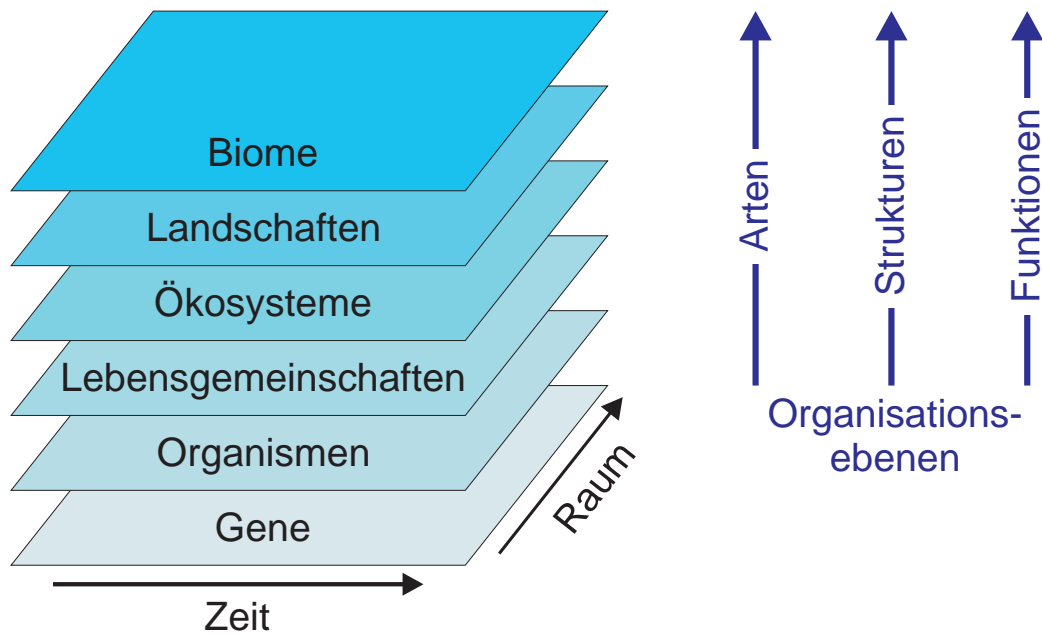 Biome
Landschaften
Ökosysteme
Lebensgemeinschaften
Organismen
Gene
Zeit
Raum
Arten
Strukturen
Funktionen
Organisations-
ebenen